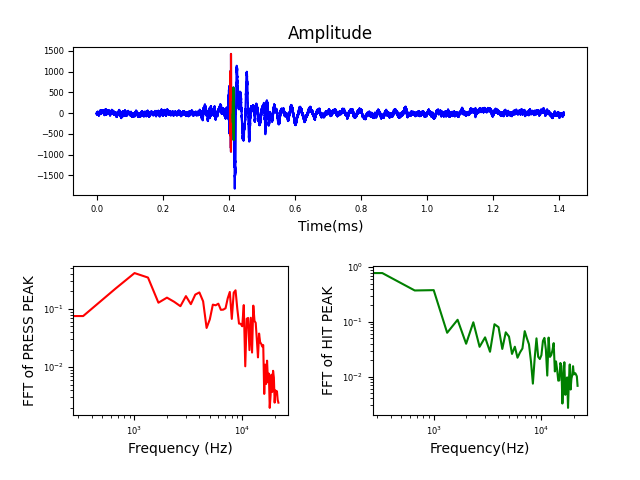 Amplitude
1500
1000
500
0
−500
−1000
−1500
0.0 0.2 0.4 0.6 0.8 1.0 1.2 1.4
Time(ms)
FFT of PRESS PEAK
10⁻¹
10⁻²
10³ 10⁴
Frequency (Hz)
FFT of HIT PEAK
10⁰
10⁻¹
10⁻²
10³ 10⁴
Frequency(Hz)